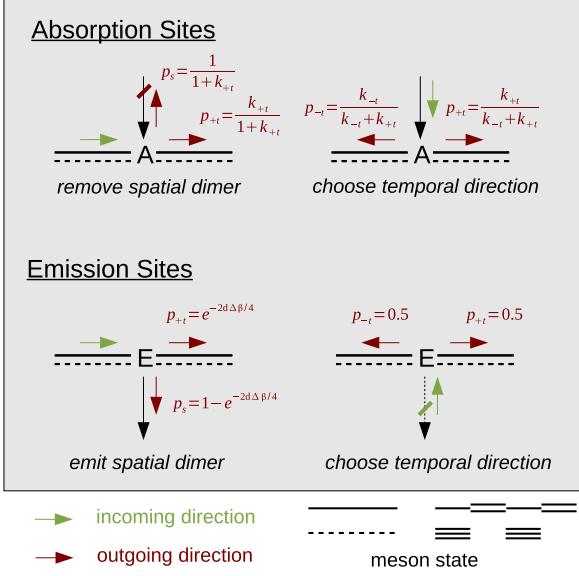 Absorption Sites
p_s = 1/(1+k_{+t})
p_{+t} = k_{+t}/(1+k_{+t})
p_{-t} = k_{-t}/(k_{-t}+k_{+t})
p_{+t} = k_{+t}/(k_{-t}+k_{+t})
A
A
remove spatial dimer
choose temporal direction
Emission Sites
p_{+t} = e^{-2dΔβ/4}
p_{-t} = 0.5
p_{+t} = 0.5
E
E
p_s = 1 - e^{-2dΔβ/4}
emit spatial dimer
choose temporal direction
incoming direction
outgoing direction
meson state